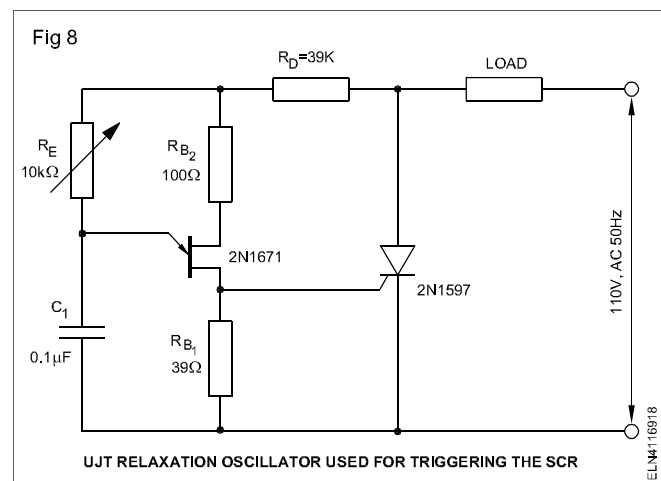 Fig 8
R_D=39K
LOAD
R_E
10kΩ
R_B2
100Ω
2N1671
2N1597
110V, AC 50Hz
C_1
0.1µF
R_B1
39Ω
UJT RELAXATION OSCILLATOR USED FOR TRIGGERING THE SCR
ELN4116918